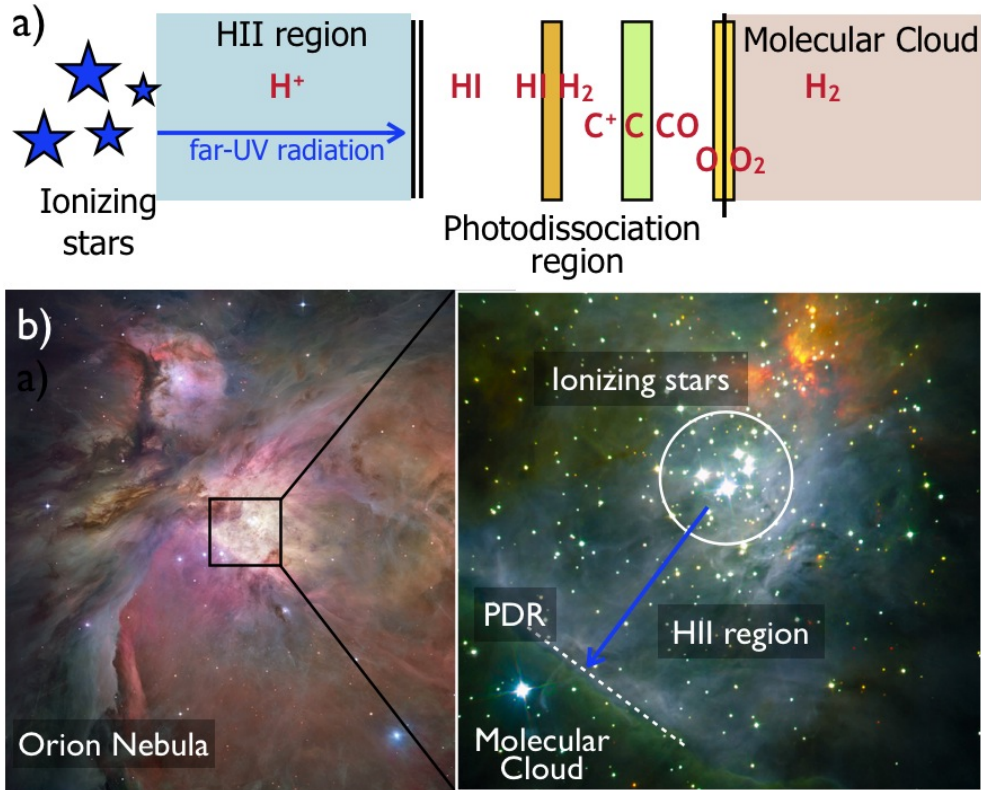 a)
HII region
Molecular Cloud
H⁺
HI
HI H₂
H₂
C⁺ C CO
far-UV radiation
O O₂
Ionizing
stars
Photodissociation
region
b)
a)
Orion Nebula
Ionizing stars
PDR
HII region
Molecular
Cloud